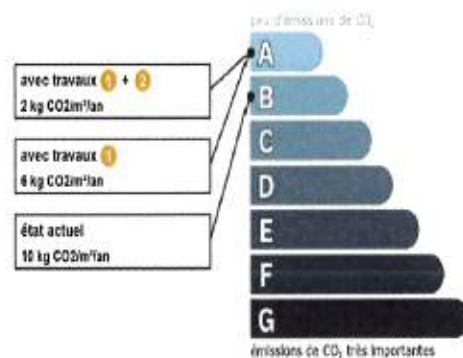 peu d'émissions de CO₂
A
B
C
D
E
F
G
émissions de CO₂ très importantes
avec travaux 1 + 2
2 kg CO2/m²/an
avec travaux 1
6 kg CO2/m²/an
état actuel
10 kg CO2/m²/an